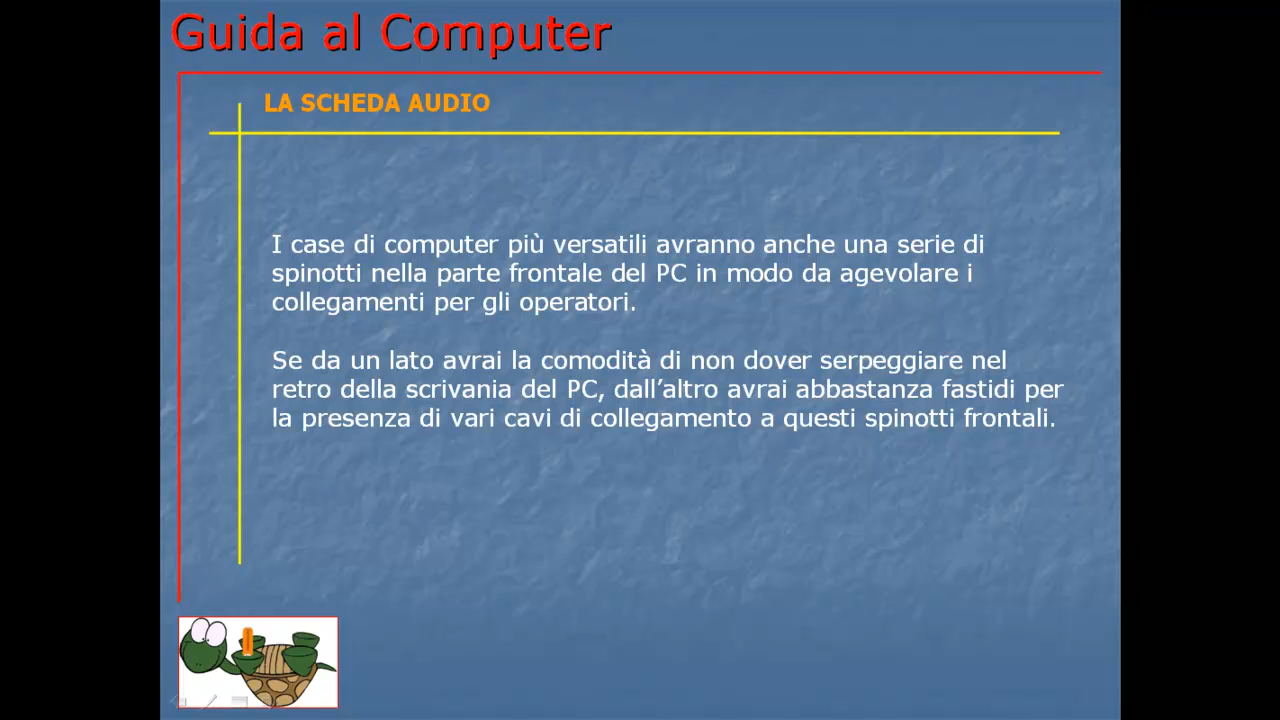 Guida al Computer
LA SCHEDA AUDIO
I case di computer più versatili avranno anche una serie di
spinotti nella parte frontale del PC in modo da agevolare i
collegamenti per gli operatori.
Se da un lato avrai la comodità di non dover serpeggiare nel
retro della scrivania del PC, dall’altro avrai abbastanza fastidi per
la presenza di vari cavi di collegamento a questi spinotti frontali.